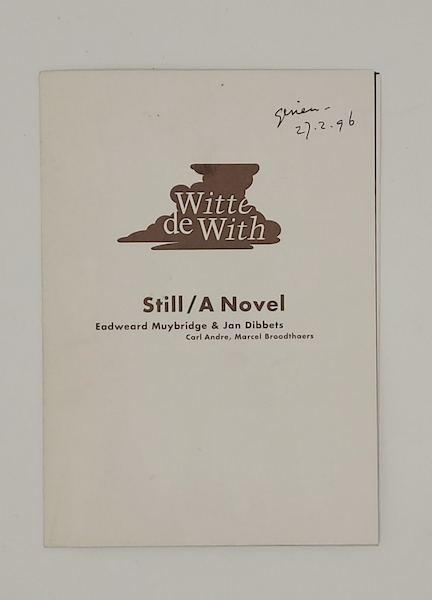 gezien -
27.2.96
Witte
de With
Still/A Novel
Eadweard Muybridge & Jan Dibbets
Carl Andre, Marcel Broodthaers